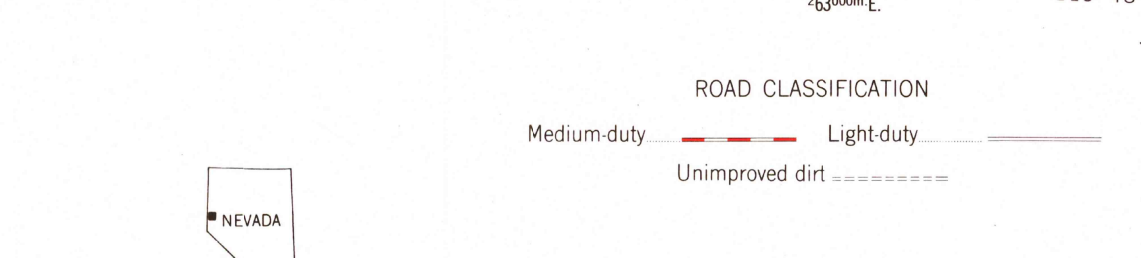 ²63⁰⁰⁰ᵐ·E.
ROAD CLASSIFICATION
Medium-duty Light-duty
Unimproved dirt
NEVADA